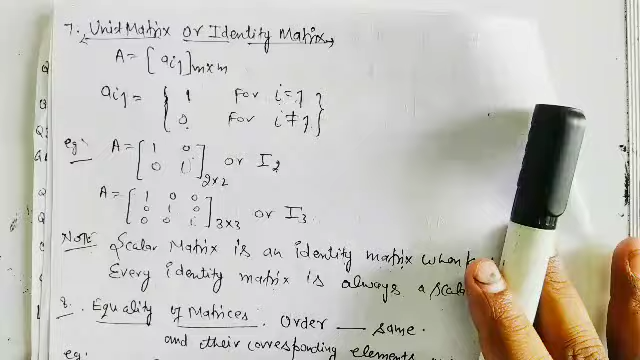 7. Unit Matrix or Identity Matrix
A = [aij] m×m
aij = { 1 for i = j
0 for i ≠ j }
eg: A = [ 1 0
0 1 ] 2×2 or I2
A = [ 1 0 0
0 1 0
0 0 1 ] 3×3 or I3
NOTE Scalar Matrix is an identity matrix when
Every identity matrix is always a
8. Equality of Matrices. Order — same.
and their corresponding elements
eg: